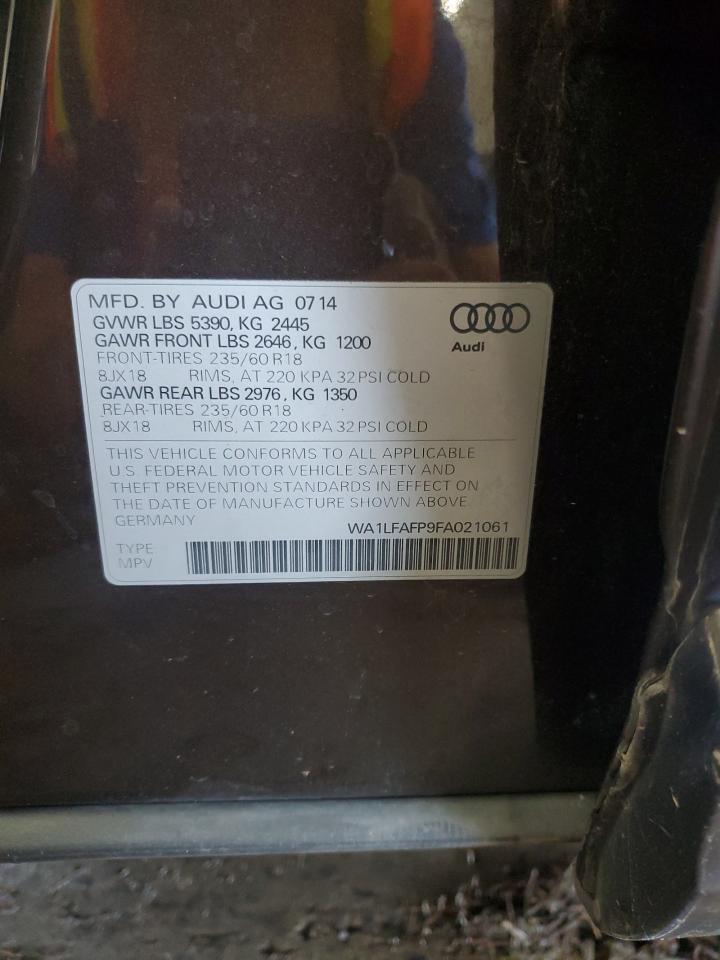 MFD. BY AUDI AG 0714
GVWR LBS 5390, KG 2445
GAWR FRONT LBS 2646, KG 1200
FRONT-TIRES 235/60 R18
8JX18 RIMS, AT 220 KPA 32 PSI COLD
GAWR REAR LBS 2976, KG 1350
REAR-TIRES 235/60 R18
8JX18 RIMS, AT 220 KPA 32 PSI COLD
Audi
THIS VEHICLE CONFORMS TO ALL APPLICABLE
U.S. FEDERAL MOTOR VEHICLE SAFETY AND
THEFT PREVENTION STANDARDS IN EFFECT ON
THE DATE OF MANUFACTURE SHOWN ABOVE
GERMANY WA1LFAFP9FA021061
TYPE
MPV